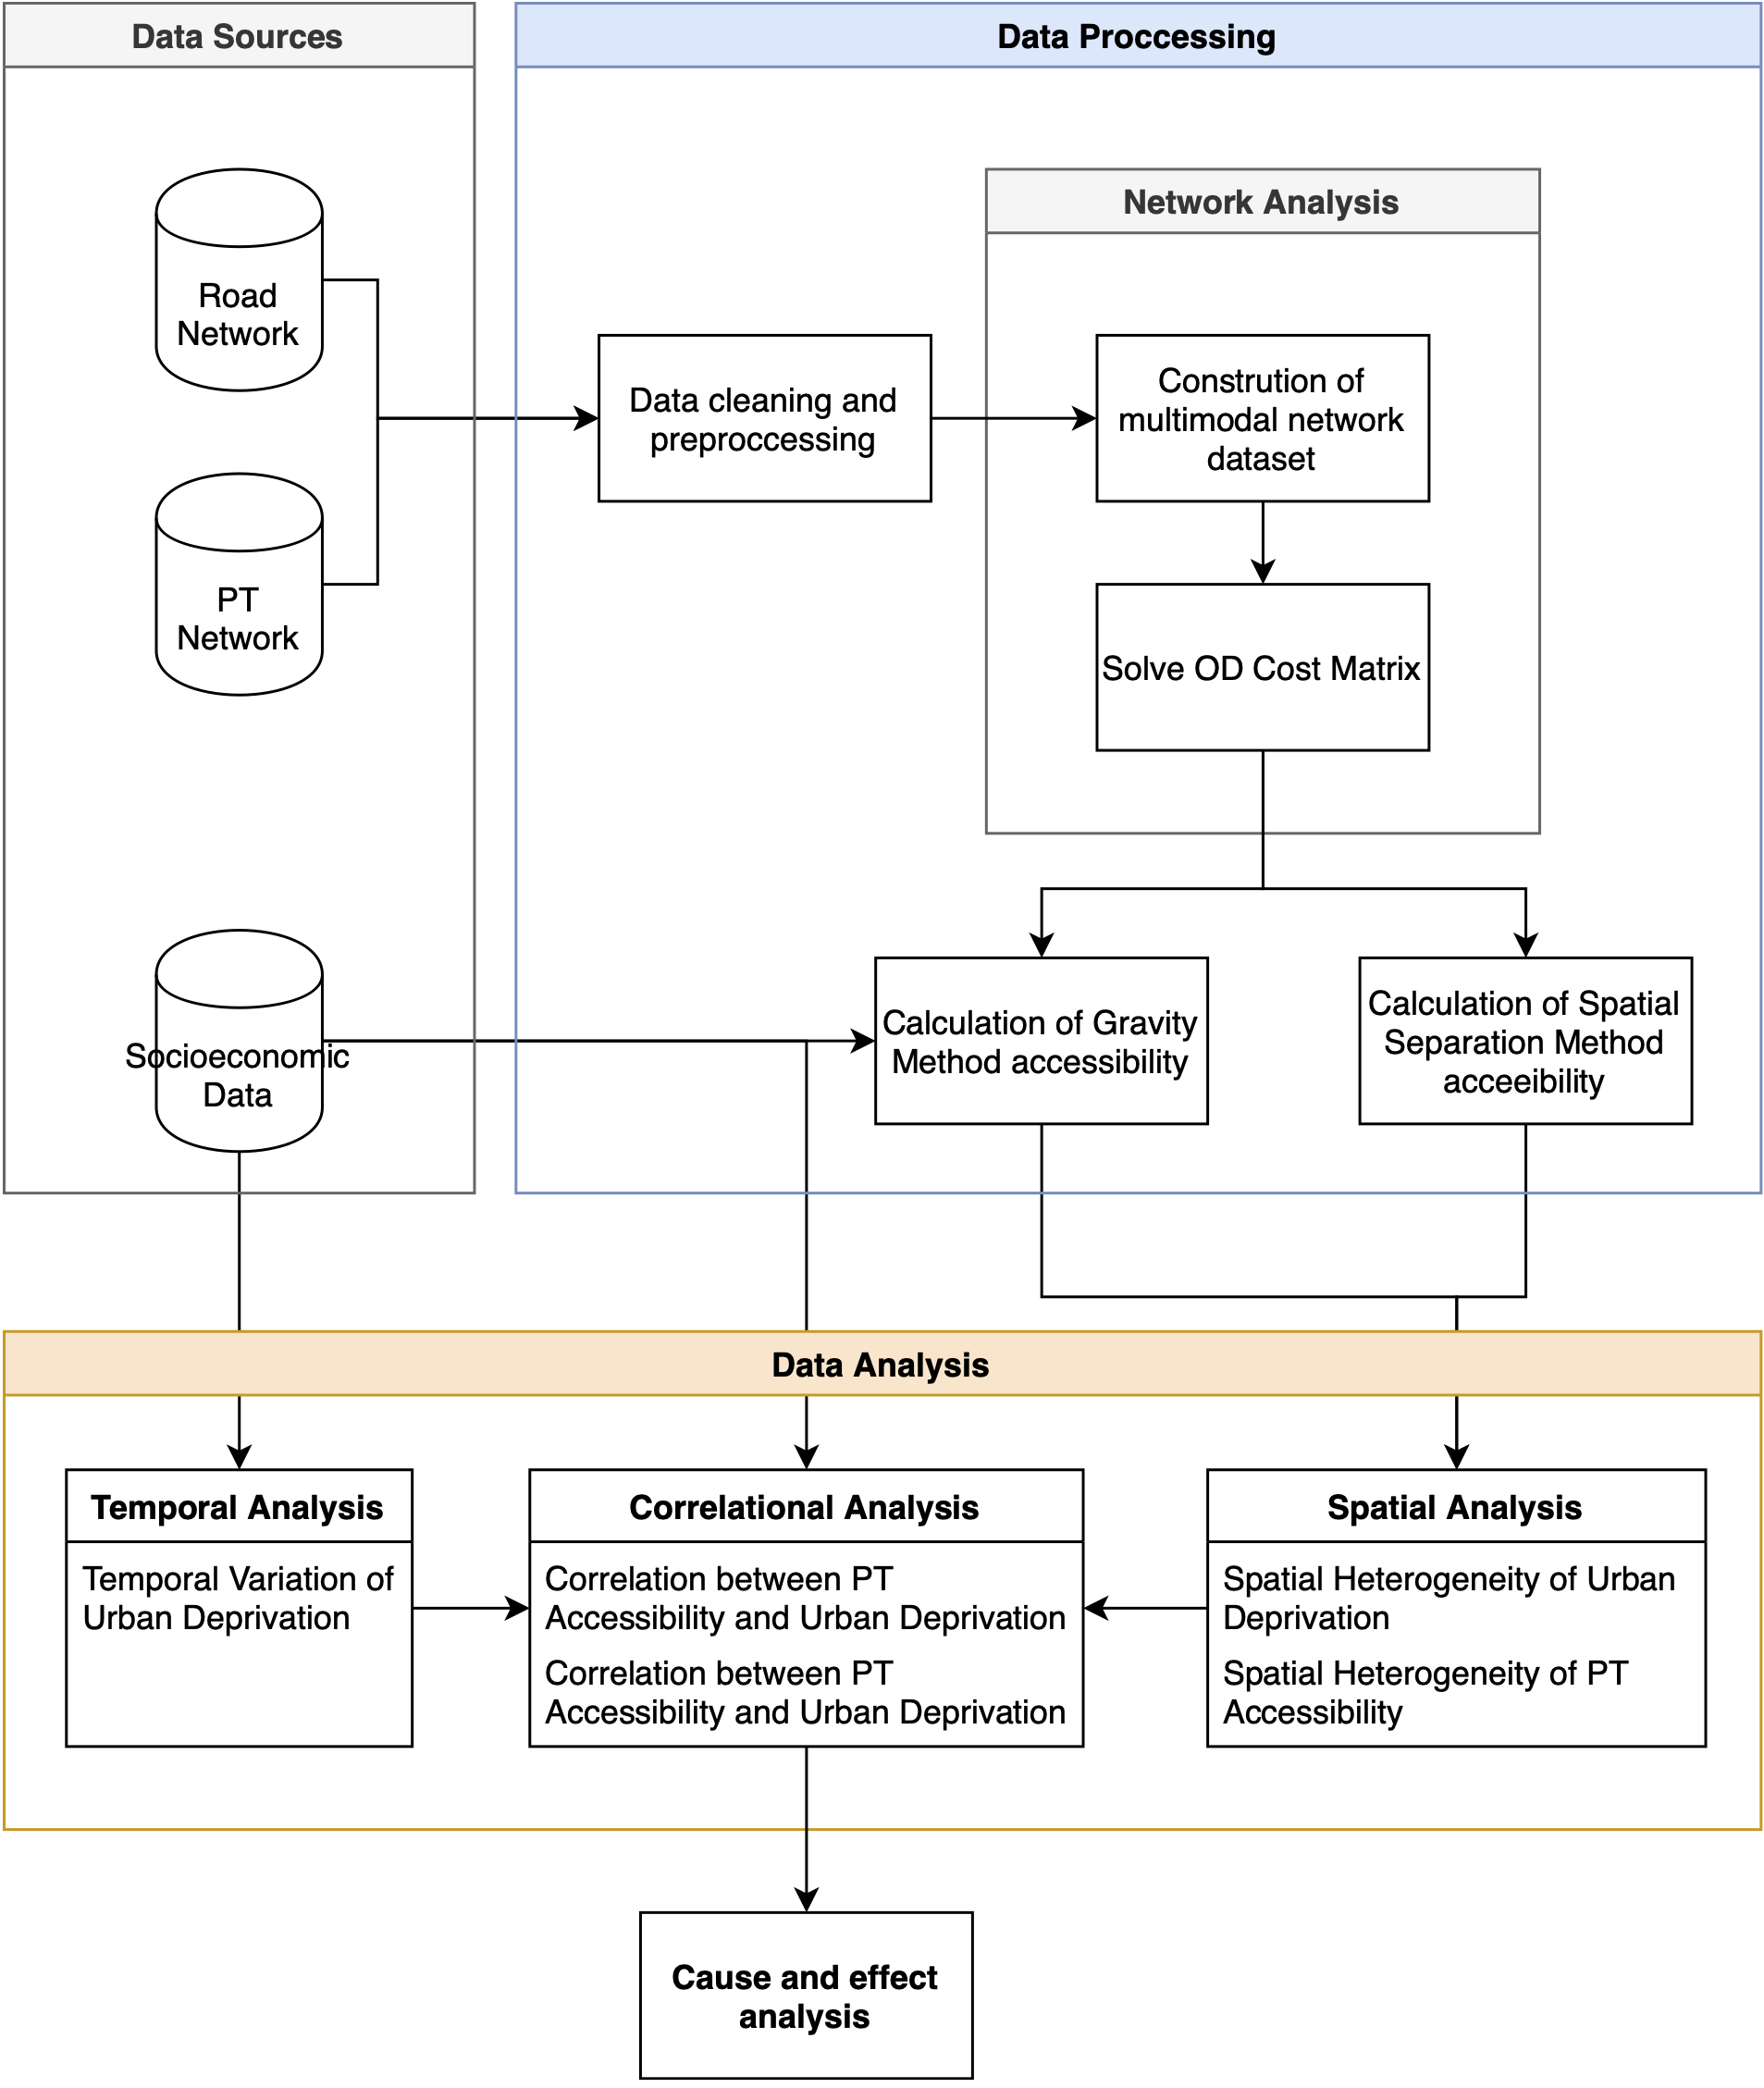 Data Sources
Data Proccessing
Network Analysis
Road
Network
Data cleaning and
preproccessing
Constrution of
multimodal network
dataset
PT
Network
Solve OD Cost Matrix
Socioeconomic
Data
Calculation of Gravity
Method accessibility
Calculation of Spatial
Separation Method
acceeibility
Data Analysis
Temporal Analysis
Temporal Variation of
Urban Deprivation
Correlational Analysis
Correlation between PT
Accessibility and Urban Deprivation
Correlation between PT
Accessibility and Urban Deprivation
Spatial Analysis
Spatial Heterogeneity of Urban
Deprivation
Spatial Heterogeneity of PT
Accessibility
Cause and effect
analysis